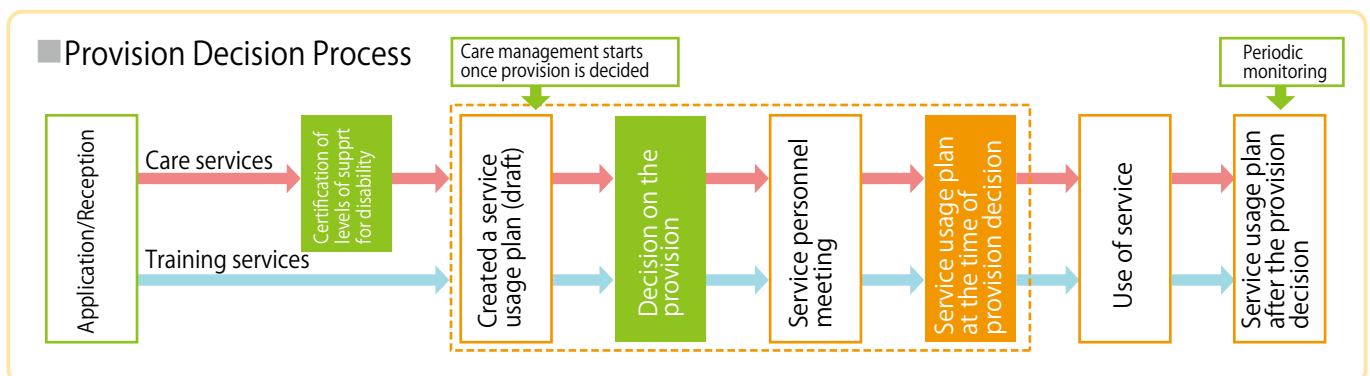 Provision Decision Process
Care management starts
once provision is decided
Periodic
monitoring
Application/Reception
Care services
Training services
Certification of
levels of supprt
for disability
Created a service
usage plan (draft)
Decision on the
provision
Service personnel
meeting
Service usage plan
at the time of
provision decision
Use of service
Service usage plan
after the provision
decision